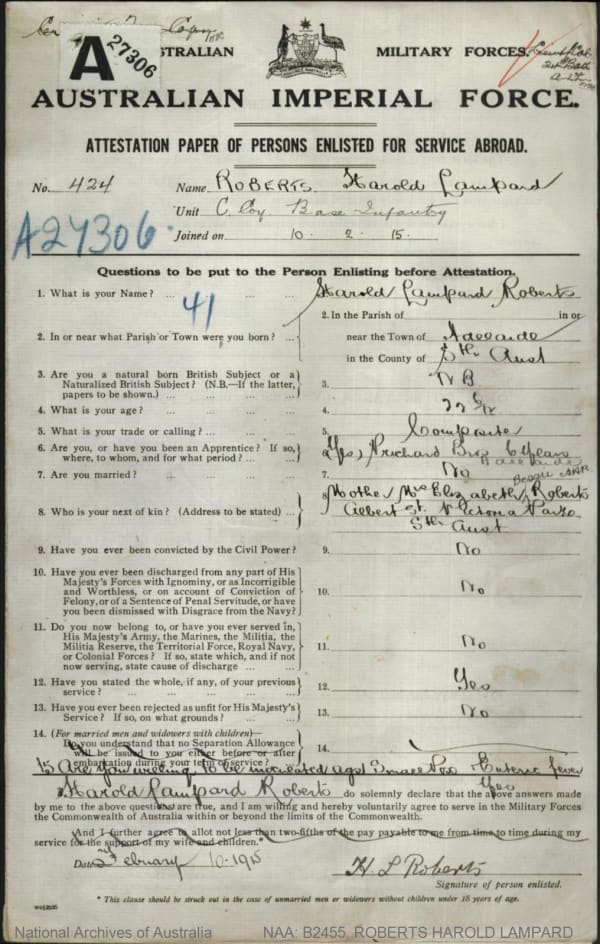 A 27306
AUSTRALIAN MILITARY FORCES.
AUSTRALIAN IMPERIAL FORCE.
ATTESTATION PAPER OF PERSONS ENLISTED FOR SERVICE ABROAD.
No. 424 Name ROBERTS Harold Lampard
Unit C. Coy. Base Infantry
Joined on 10 . 2 . 15 .
A27306
Questions to be put to the Person Enlisting before Attestation.
1. What is your Name? ... ... ... Harold Lampard Roberts
41
2. In or near what Parish or Town were you born? ... 2. In the Parish of in or
near the Town of Adelaide
in the County of Sth Aust
3. Are you a natural born British Subject or a
Naturalized British Subject? (N.B.—If the latter,
papers to be shown.) ... ... ... 3. NB
4. What is your age? ... ... ... 4. 22
5. What is your trade or calling? ... ... 5.
6. Are you, or have you been an Apprentice? If so,
where, to whom, and for what period? ... ... Yes Prichard Bros 6 Years
Adelaide
7. Are you married? ... ... ... 7. No
8. Who is your next of kin? (Address to be stated) ... 8 Mother Mrs Elizabeth Bessie Roberts
Albert St. Victoria Park
Sth Aust
9. Have you ever been convicted by the Civil Power? 9. No
10. Have you ever been discharged from any part of His
Majesty's Forces with Ignominy, or as Incorrigible
and Worthless, or on account of Conviction of
Felony, or of a Sentence of Penal Servitude, or have
you been dismissed with Disgrace from the Navy? 10. No
11. Do you now belong to, or have you ever served in,
His Majesty's Army, the Marines, the Militia, the
Militia Reserve, the Territorial Force, Royal Navy,
or Colonial Forces? If so, state which, and if not
now serving, state cause of discharge ... ... 11. No
12. Have you stated the whole, if any, of your previous
service? ... ... ... ... 12. Yes
13. Have you ever been rejected as unfit for His Majesty's
Service? If so, on what grounds? ... ... 13. No
14. (For married men and widowers with children)—
Do you understand that no Separation Allowance
will be issued to you either before or after
embarkation during your term of service? ... 14.
15 Are you willing to be inoculated agst Small Pox Enteric fever
Yes
I, Harold Lampard Roberts do solemnly declare that the above answers made
by me to the above questions are true, and I am willing and hereby voluntarily agree to serve in the Military Forces
the Commonwealth of Australia within or beyond the limits of the Commonwealth.
And I further agree to allot not less than two-fifths of the pay payable to me from time to time during my
service for the support of my wife and children.*
Date February 10-1915 H. L Roberts
Signature of person enlisted.
* This clause should be struck out in the case of unmarried men or widowers without children under 18 years of age.
National Archives of Australia NAA: B2455, ROBERTS HAROLD LAMPARD